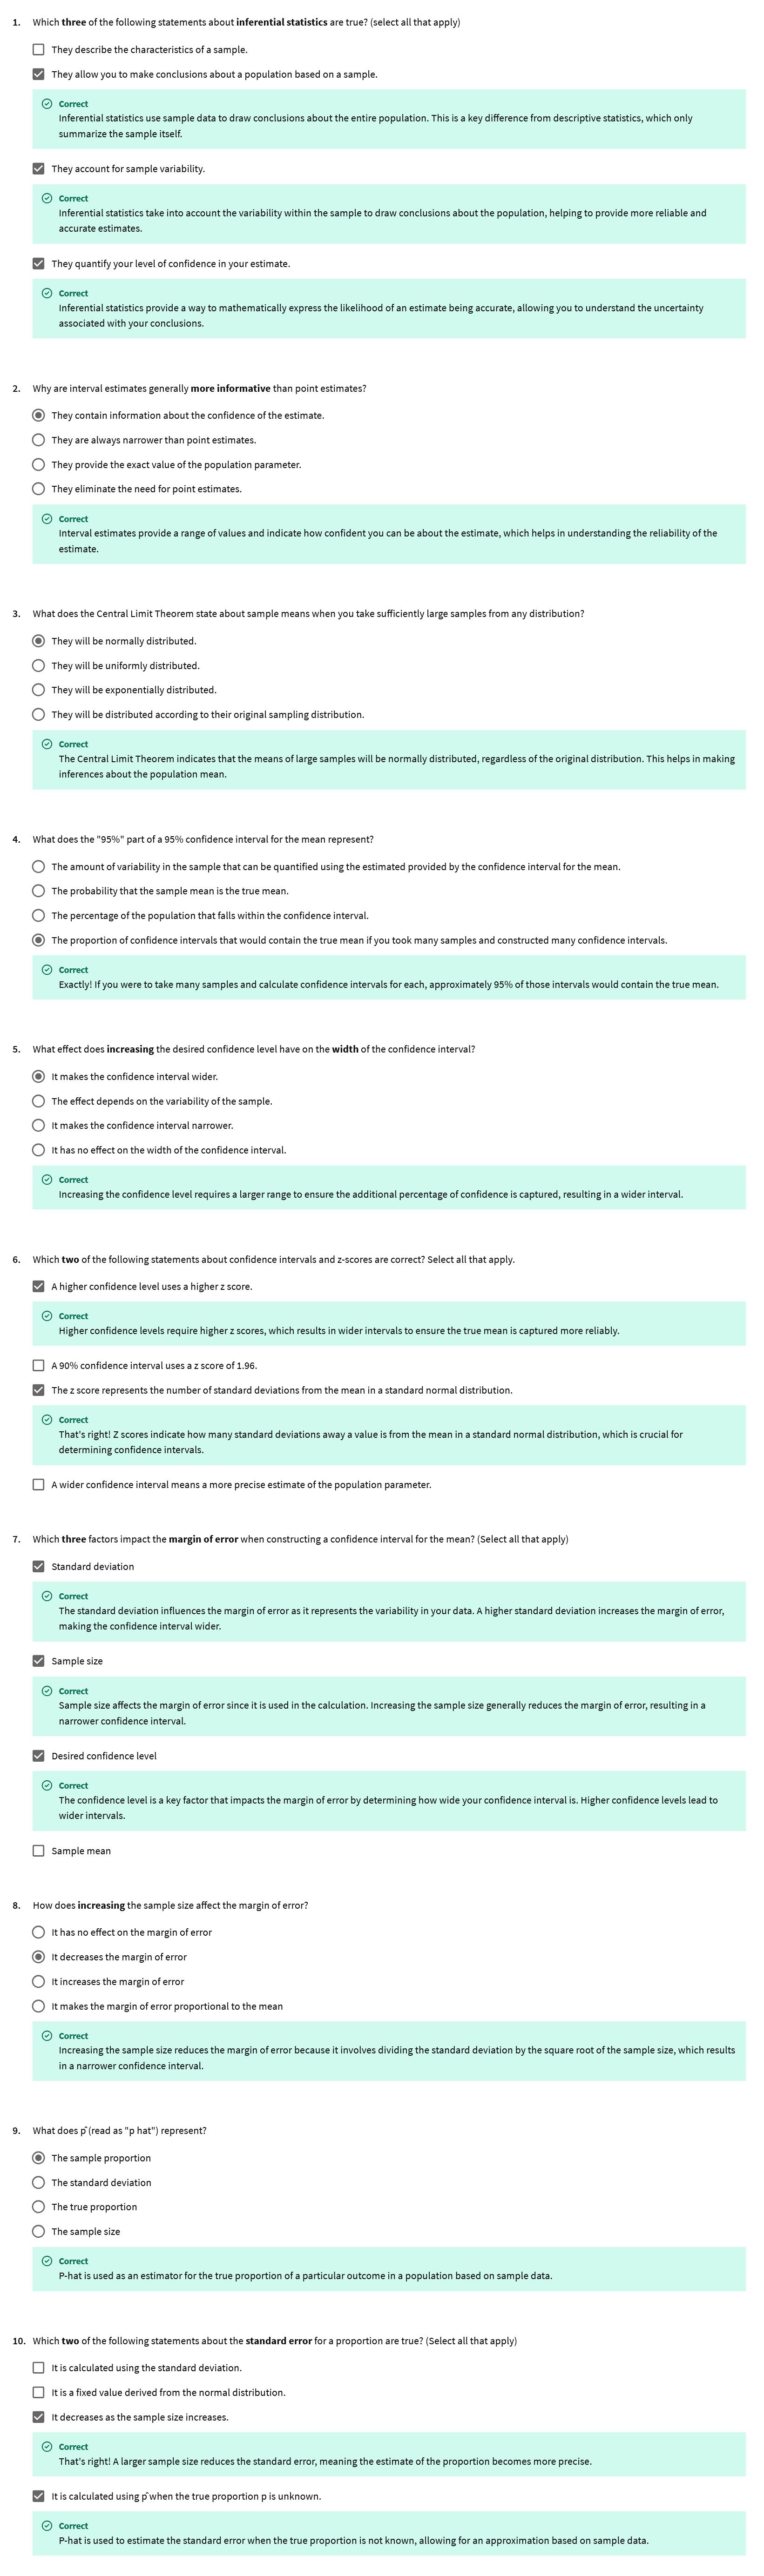 1. Which three of the following statements about inferential statistics are true? (select all that apply)
They describe the characteristics of a sample.
They allow you to make conclusions about a population based on a sample.
Correct
Inferential statistics use sample data to draw conclusions about the entire population. This is a key difference from descriptive statistics, which only
summarize the sample itself.
They account for sample variability.
Correct
Inferential statistics take into account the variability within the sample to draw conclusions about the population, helping to provide more reliable and
accurate estimates.
They quantify your level of confidence in your estimate.
Correct
Inferential statistics provide a way to mathematically express the likelihood of an estimate being accurate, allowing you to understand the uncertainty
associated with your conclusions.
2. Why are interval estimates generally more informative than point estimates?
They contain information about the confidence of the estimate.
They are always narrower than point estimates.
They provide the exact value of the population parameter.
They eliminate the need for point estimates.
Correct
Interval estimates provide a range of values and indicate how confident you can be about the estimate, which helps in understanding the reliability of the
estimate.
3. What does the Central Limit Theorem state about sample means when you take sufficiently large samples from any distribution?
They will be normally distributed.
They will be uniformly distributed.
They will be exponentially distributed.
They will be distributed according to their original sampling distribution.
Correct
The Central Limit Theorem indicates that the means of large samples will be normally distributed, regardless of the original distribution. This helps in making
inferences about the population mean.
4. What does the "95%" part of a 95% confidence interval for the mean represent?
The amount of variability in the sample that can be quantified using the estimated provided by the confidence interval for the mean.
The probability that the sample mean is the true mean.
The percentage of the population that falls within the confidence interval.
The proportion of confidence intervals that would contain the true mean if you took many samples and constructed many confidence intervals.
Correct
Exactly! If you were to take many samples and calculate confidence intervals for each, approximately 95% of those intervals would contain the true mean.
5. What effect does increasing the desired confidence level have on the width of the confidence interval?
It makes the confidence interval wider.
The effect depends on the variability of the sample.
It makes the confidence interval narrower.
It has no effect on the width of the confidence interval.
Correct
Increasing the confidence level requires a larger range to ensure the additional percentage of confidence is captured, resulting in a wider interval.
6. Which two of the following statements about confidence intervals and z-scores are correct? Select all that apply.
A higher confidence level uses a higher z score.
Correct
Higher confidence levels require higher z scores, which results in wider intervals to ensure the true mean is captured more reliably.
A 90% confidence interval uses a z score of 1.96.
The z score represents the number of standard deviations from the mean in a standard normal distribution.
Correct
That's right! Z scores indicate how many standard deviations away a value is from the mean in a standard normal distribution, which is crucial for
determining confidence intervals.
A wider confidence interval means a more precise estimate of the population parameter.
7. Which three factors impact the margin of error when constructing a confidence interval for the mean? (Select all that apply)
Standard deviation
Correct
The standard deviation influences the margin of error as it represents the variability in your data. A higher standard deviation increases the margin of error,
making the confidence interval wider.
Sample size
Correct
Sample size affects the margin of error since it is used in the calculation. Increasing the sample size generally reduces the margin of error, resulting in a
narrower confidence interval.
Desired confidence level
Correct
The confidence level is a key factor that impacts the margin of error by determining how wide your confidence interval is. Higher confidence levels lead to
wider intervals.
Sample mean
8. How does increasing the sample size affect the margin of error?
It has no effect on the margin of error
It decreases the margin of error
It increases the margin of error
It makes the margin of error proportional to the mean
Correct
Increasing the sample size reduces the margin of error because it involves dividing the standard deviation by the square root of the sample size, which results
in a narrower confidence interval.
9. What does p̂ (read as "p hat") represent?
The sample proportion
The standard deviation
The true proportion
The sample size
Correct
P-hat is used as an estimator for the true proportion of a particular outcome in a population based on sample data.
10. Which two of the following statements about the standard error for a proportion are true? (Select all that apply)
It is calculated using the standard deviation.
It is a fixed value derived from the normal distribution.
It decreases as the sample size increases.
Correct
That's right! A larger sample size reduces the standard error, meaning the estimate of the proportion becomes more precise.
It is calculated using p̂ when the true proportion p is unknown.
Correct
P-hat is used to estimate the standard error when the true proportion is not known, allowing for an approximation based on sample data.